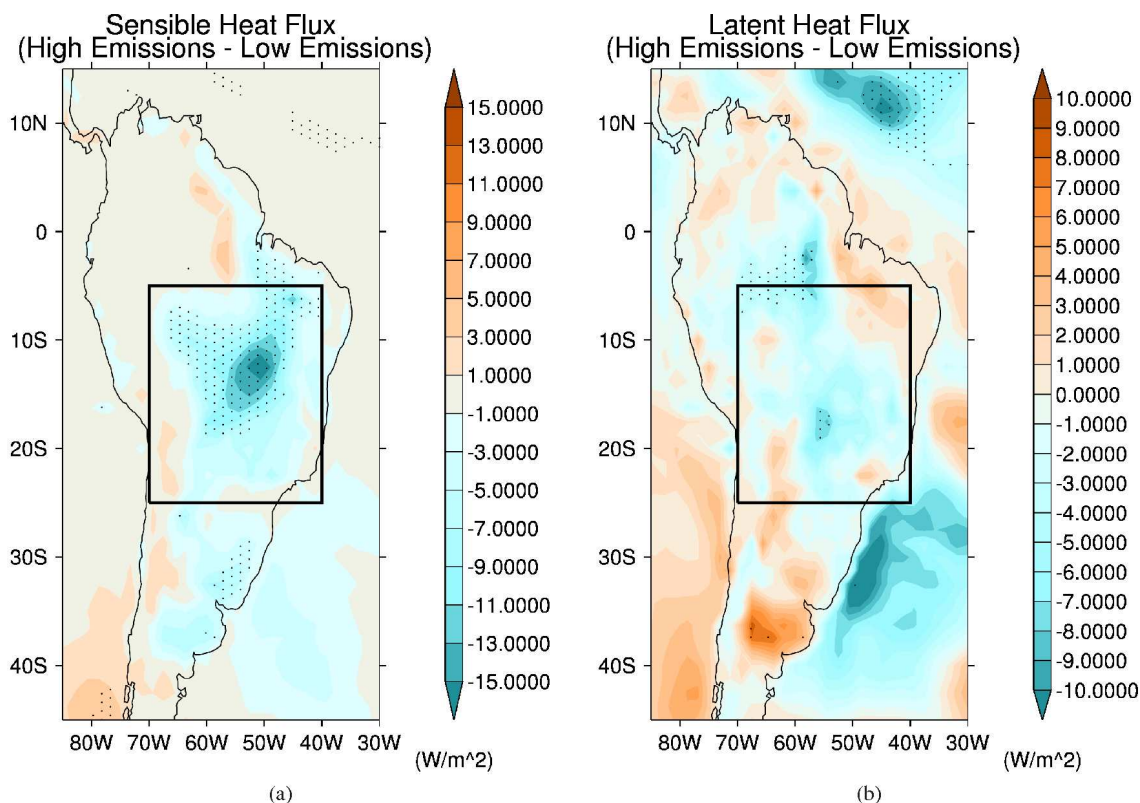 Sensible Heat Flux
(High Emissions - Low Emissions)
10N
0
10S
20S
30S
40S
80W 70W 60W 50W 40W 30W
15.0000
13.0000
11.0000
9.0000
7.0000
5.0000
3.0000
1.0000
-1.0000
-3.0000
-5.0000
-7.0000
-9.0000
-11.0000
-13.0000
-15.0000
(W/m^2)
(a)
Latent Heat Flux
(High Emissions - Low Emissions)
10N
0
10S
20S
30S
40S
80W 70W 60W 50W 40W 30W
10.0000
9.0000
8.0000
7.0000
6.0000
5.0000
4.0000
3.0000
2.0000
1.0000
0.0000
-1.0000
-2.0000
-3.0000
-4.0000
-5.0000
-6.0000
-7.0000
-8.0000
-9.0000
-10.0000
(W/m^2)
(b)